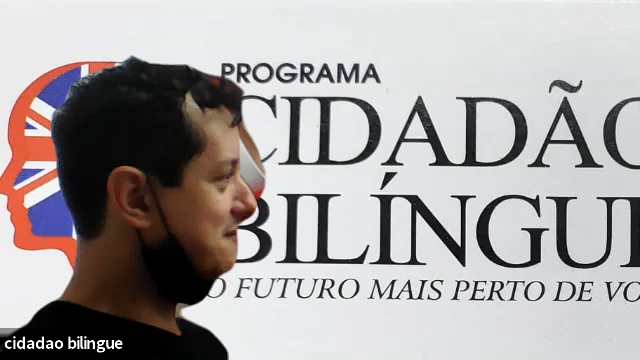 PROGRAMA
CIDADÃO
BILÍNGU
O FUTURO MAIS PERTO DE VO
cidadao bilingue